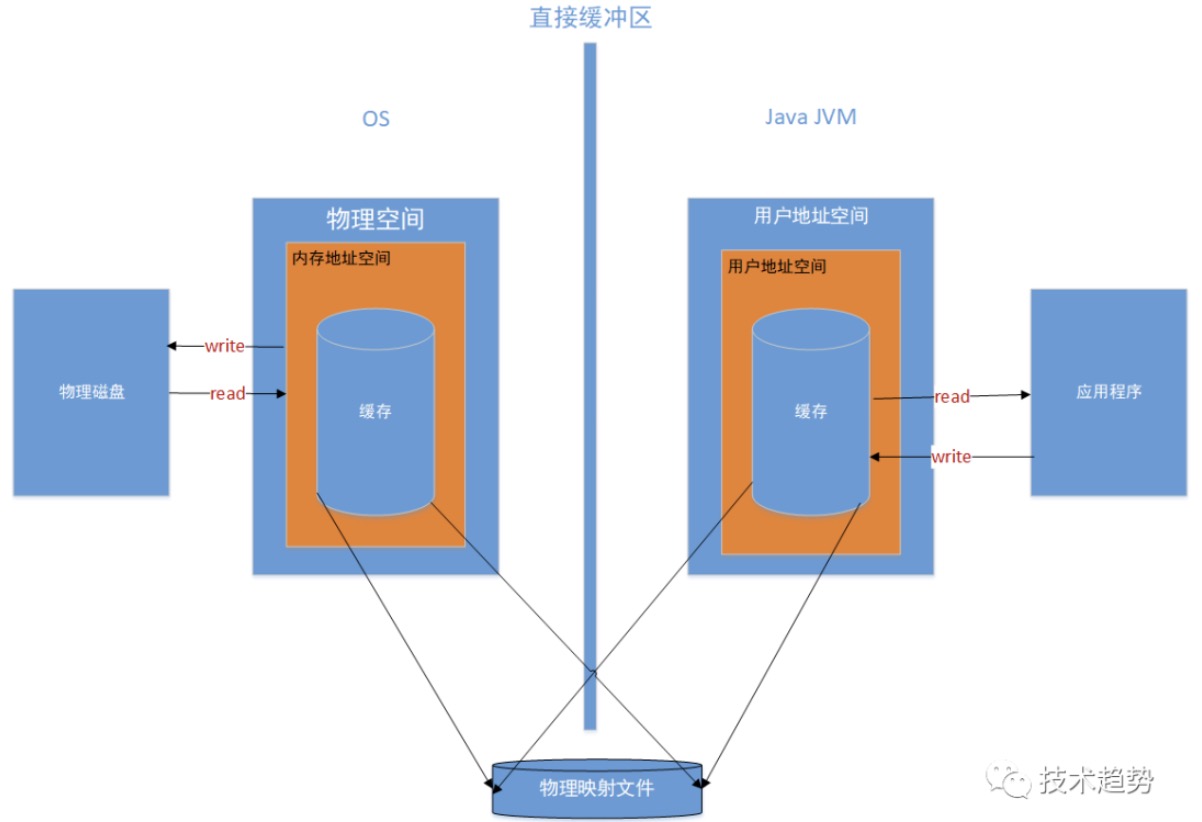 直接缓冲区
OS
Java JVM
物理空间
用户地址空间
内存地址空间
用户地址空间
write
read
物理磁盘
缓存
缓存
read
write
应用程序
物理映射文件
技术趋势